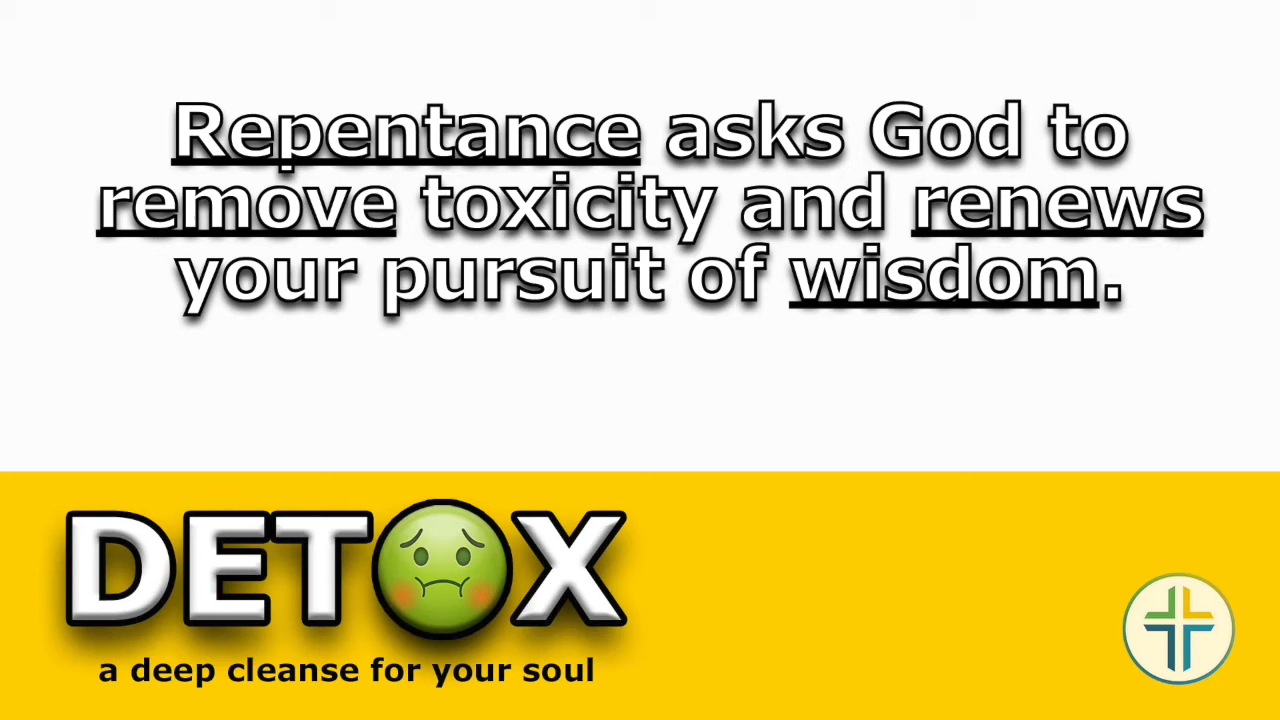 Repentance asks God to
remove toxicity and renews
your pursuit of wisdom.
DETOX
a deep cleanse for your soul